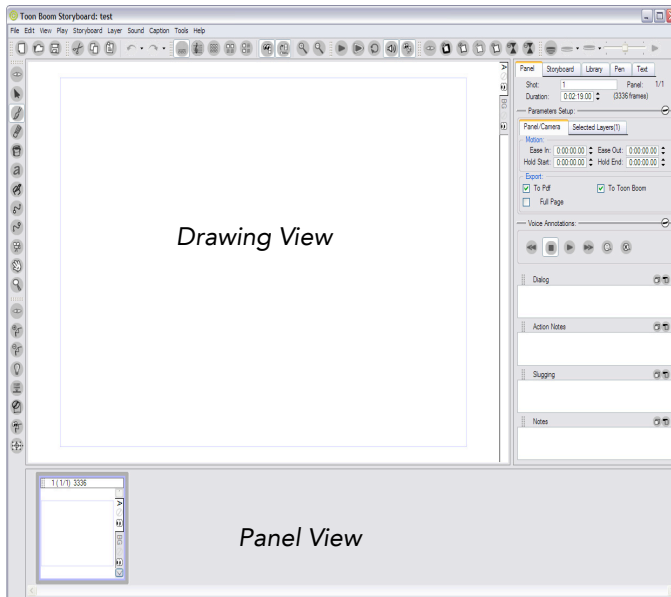 Toon Boom Storyboard: test
File Edit View Play Storyboard Layer Sound Caption Tools Help
Panel Storyboard Library Pen Text
Shot: 1 Panel: 1/1
Duration: 0:02:19.00 (3336 frames)
Parameters Setup:
Panel/Camera Selected Layers(1)
Motion:
Ease In: 0:00:00.00 Ease Out: 0:00:00.00
Hold Start: 0:00:00.00 Hold End: 0:00:00.00
Export:
To Pdf To Toon Boom
Full Page
Voice Annotations:
Dialog
Action Notes
Slugging
Notes
A
BG
Drawing View
1 (1/1) 3336
A
BG
Panel View